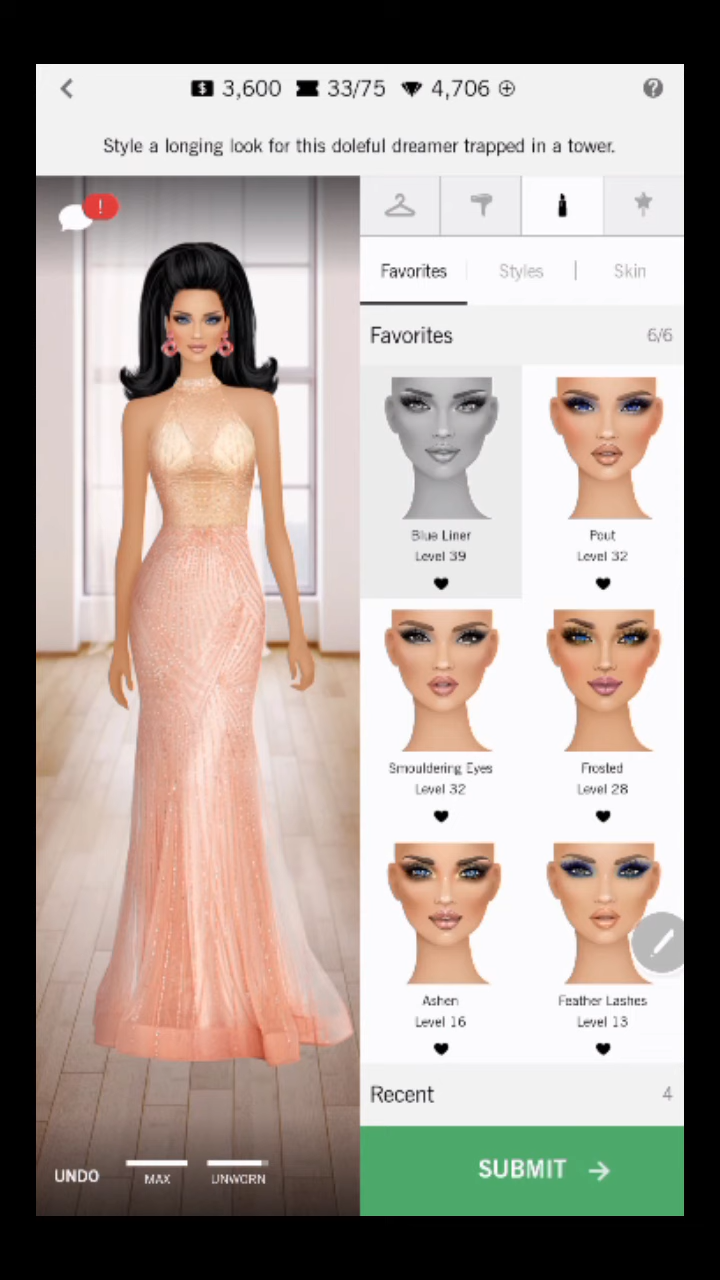 $ 3,600 33/75 4,706
?
Style a longing look for this doleful dreamer trapped in a tower.
!
Favorites Styles Skin
Favorites 6/6
Blue Liner Pout
Level 39 Level 32
Smouldering Eyes Frosted
Level 32 Level 28
Ashen Feather Lashes
Level 16 Level 13
Recent 4
UNDO MAX UNWORN SUBMIT